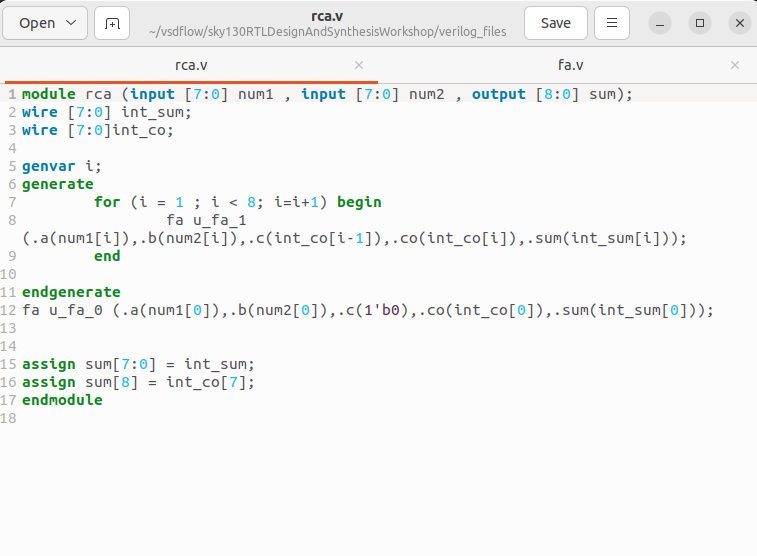 Open
rca.v
~/vsdflow/sky130RTLDesignAndSynthesisWorkshop/verilog_files
Save
rca.v
fa.v
1 module rca (input [7:0] num1 , input [7:0] num2 , output [8:0] sum);
2 wire [7:0] int_sum;
3 wire [7:0]int_co;
4
5 genvar i;
6 generate
7         for (i = 1 ; i < 8; i=i+1) begin
8                 fa u_fa_1
(.a(num1[i]),.b(num2[i]),.c(int_co[i-1]),.co(int_co[i]),.sum(int_sum[i]));
9         end
10
11 endgenerate
12 fa u_fa_0 (.a(num1[0]),.b(num2[0]),.c(1'b0),.co(int_co[0]),.sum(int_sum[0]));
13
14
15 assign sum[7:0] = int_sum;
16 assign sum[8] = int_co[7];
17 endmodule
18